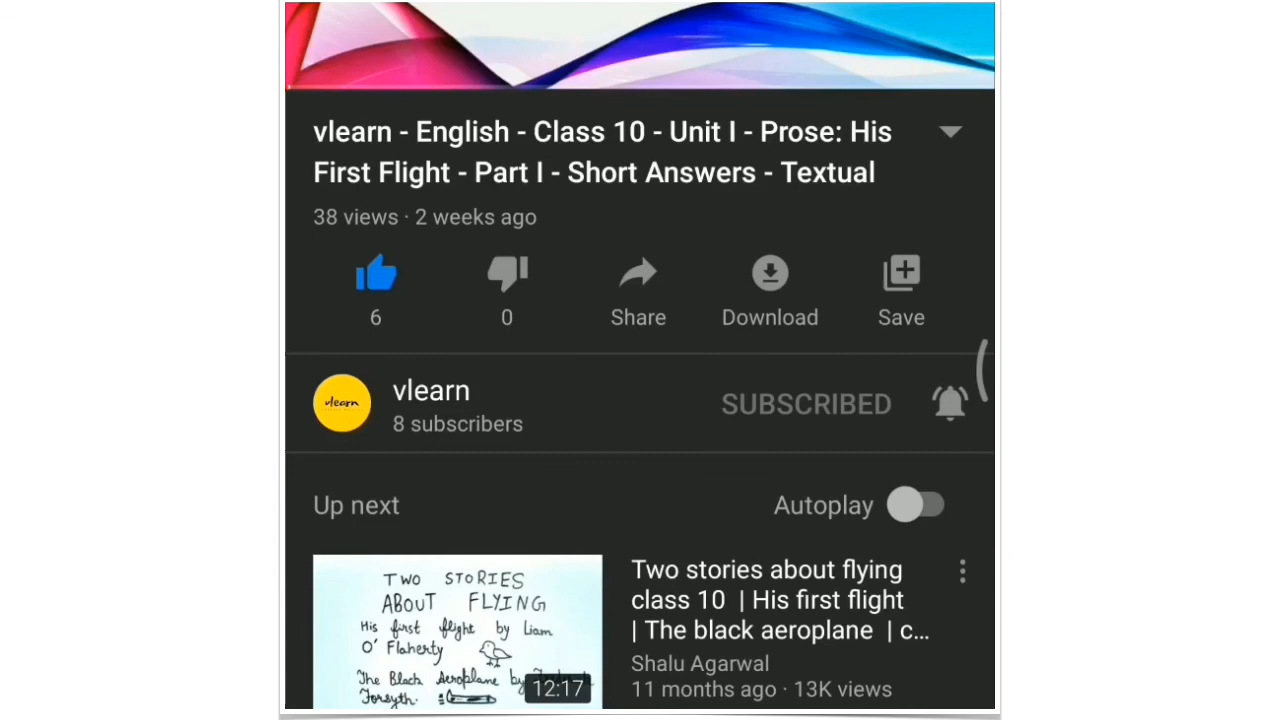 vlearn - English - Class 10 - Unit I - Prose: His
First Flight - Part I - Short Answers - Textual
38 views · 2 weeks ago
6
0
Share
Download
Save
vlearn
vlearn
8 subscribers
SUBSCRIBED
Up next
Autoplay
TWO STORIES
ABOUT FLYING
His first flight by Liam
O' Flaherty
The Black Aeroplane by
Forsyth.
12:17
Two stories about flying
class 10 | His first flight
| The black aeroplane | c...
Shalu Agarwal
11 months ago · 13K views